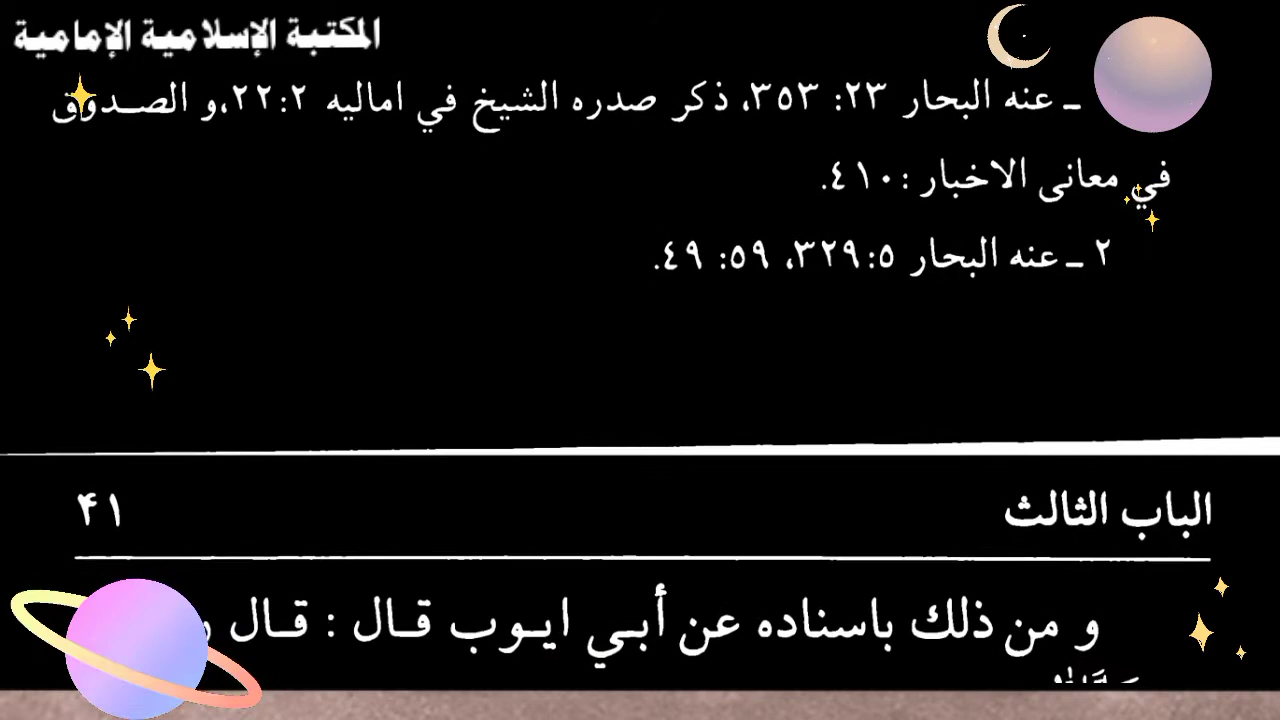 المكتبة الإسلامية الإمامية
ـ عنه البحار ٢٣: ٣٥٣، ذكر صدره الشيخ في اماليه ٢:٢٢،و الصدوق
في معانى الاخبار :٤١٠.
٢ ـ عنه البحار ٣٢٩:٥، ٥٩: ٤٩.
الباب الثالث ۴۱
و من ذلك باسناده عن أبي ايوب قال : قال